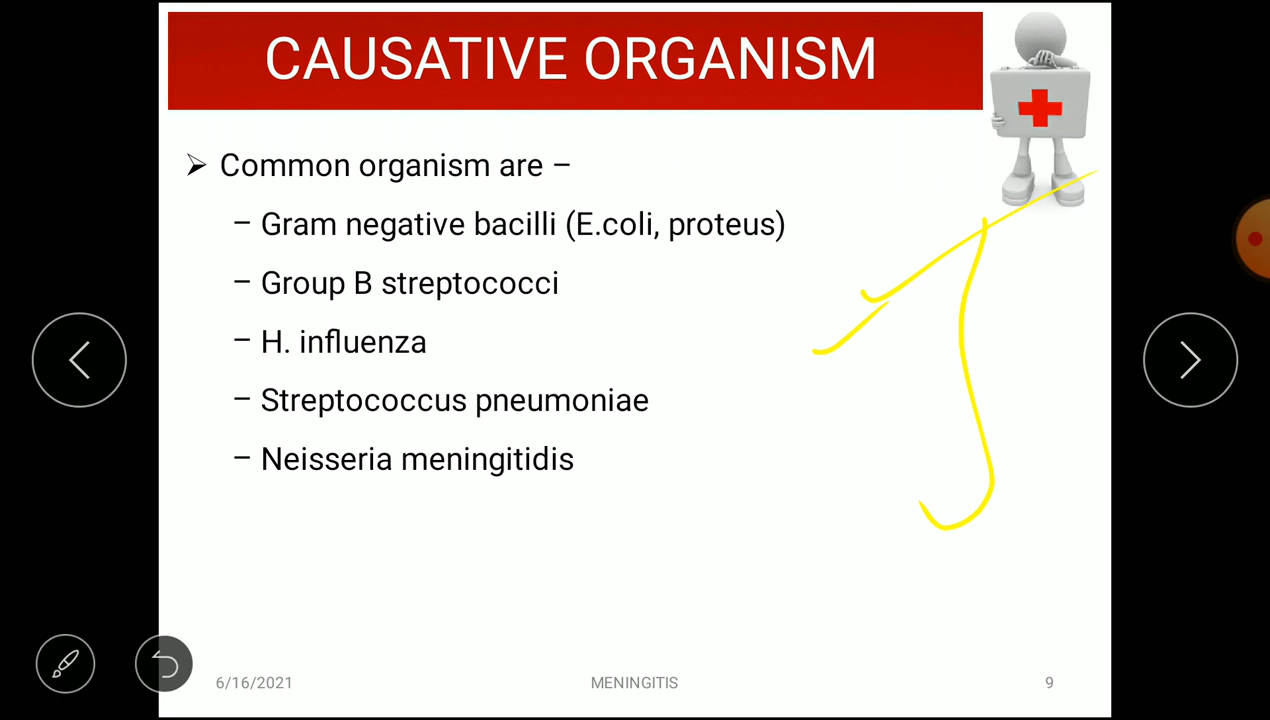 CAUSATIVE ORGANISM
➢ Common organism are –
– Gram negative bacilli (E.coli, proteus)
– Group B streptococci
– H. influenza
– Streptococcus pneumoniae
– Neisseria meningitidis
6/16/2021 MENINGITIS 9